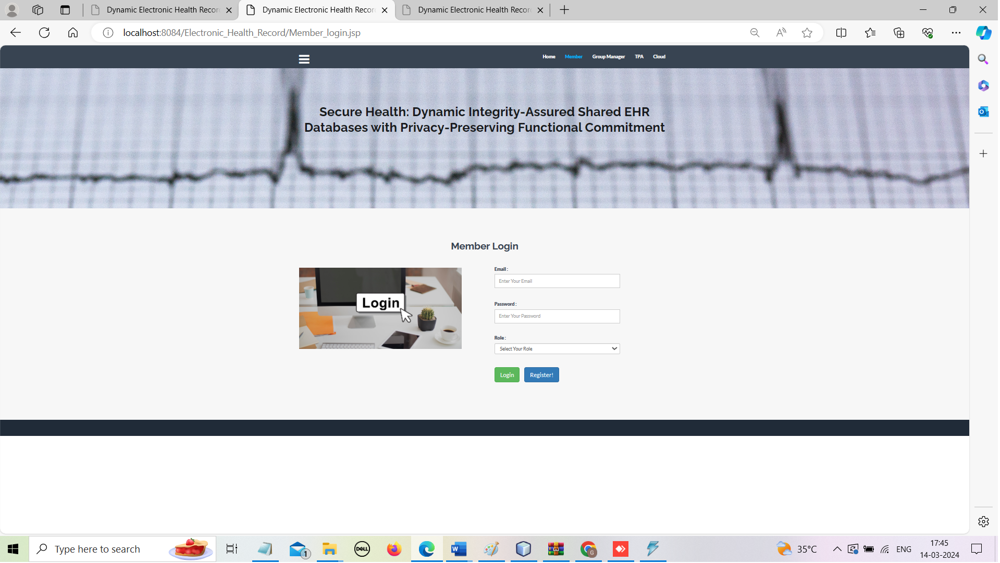 Dynamic Electronic Health Recor
Dynamic Electronic Health Recor
Dynamic Electronic Health Recor
localhost:8084/Electronic_Health_Record/Member_login.jsp
Home
Member
Group Manager
TPA
Cloud
Secure Health: Dynamic Integrity-Assured Shared EHR
Databases with Privacy-Preserving Functional Commitment
Member Login
Login
Email :
Enter Your Email
Password :
Enter Your Password
Role :
Select Your Role
Login
Register!
Type here to search
1
DELL
W
G
35°C
ENG
17:45
14-03-2024